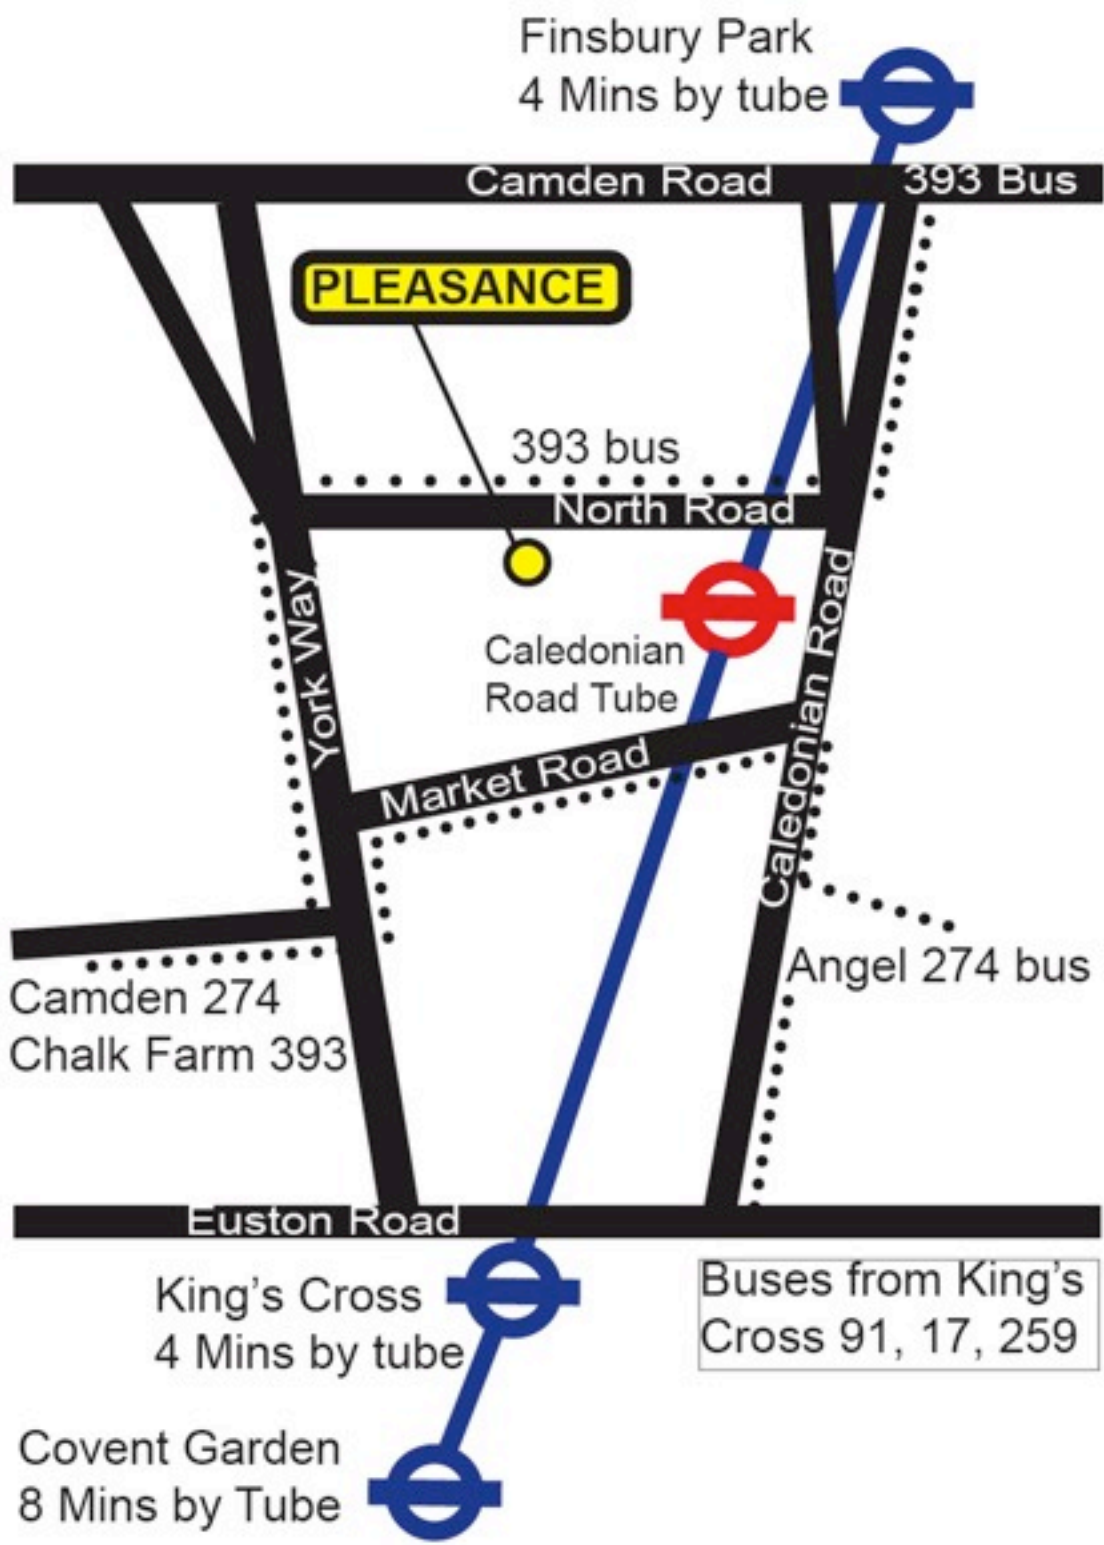 Finsbury Park
4 Mins by tube
Camden Road
393 Bus
PLEASANCE
393 bus
North Road
York Way
Caledonian
Road Tube
Caledonian Road
Market Road
Angel 274 bus
Camden 274
Chalk Farm 393
Euston Road
King's Cross
4 Mins by tube
Buses from King's
Cross 91, 17, 259
Covent Garden
8 Mins by Tube